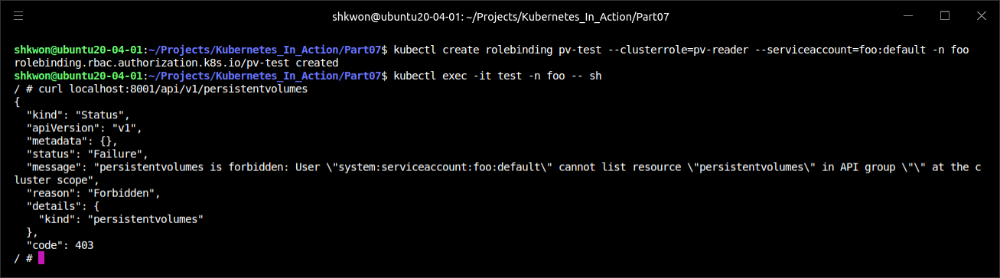 shkwon@ubuntu20-04-01: ~/Projects/Kubernetes_In_Action/Part07
shkwon@ubuntu20-04-01:~/Projects/Kubernetes_In_Action/Part07$ kubectl create rolebinding pv-test --clusterrole=pv-reader --serviceaccount=foo:default -n foo
rolebinding.rbac.authorization.k8s.io/pv-test created
shkwon@ubuntu20-04-01:~/Projects/Kubernetes_In_Action/Part07$ kubectl exec -it test -n foo -- sh
/ # curl localhost:8001/api/v1/persistentvolumes
{
  "kind": "Status",
  "apiVersion": "v1",
  "metadata": {},
  "status": "Failure",
  "message": "persistentvolumes is forbidden: User \"system:serviceaccount:foo:default\" cannot list resource \"persistentvolumes\" in API group \"\" at the c
luster scope",
  "reason": "Forbidden",
  "details": {
    "kind": "persistentvolumes"
  },
  "code": 403
/ #